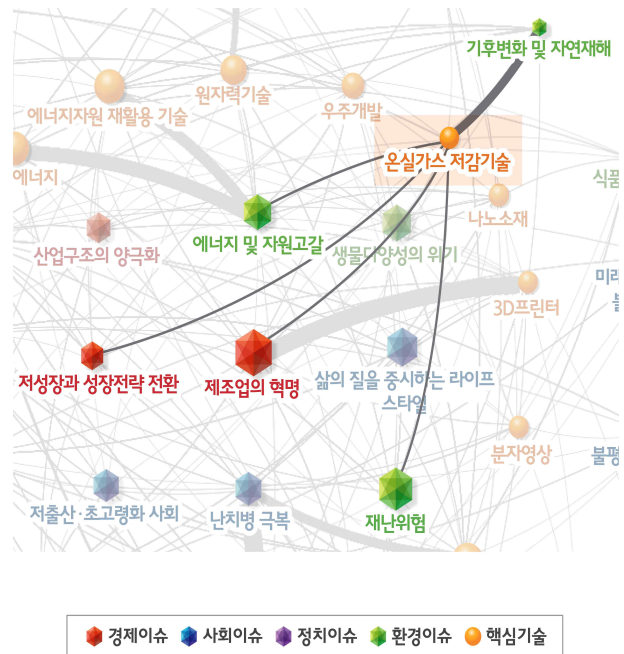 기후변화 및 자연재해
원자력기술
우주개발
에너지자원 재활용 기술
온실가스 저감기술
에너지
식품
나노소재
에너지 및 자원고갈
생물다양성의 위기
산업구조의 양극화
미래
불
3D프린터
저성장과 성장전략 전환
제조업의 혁명
삶의 질을 중시하는 라이프
스타일
분자영상
불평
저출산·초고령화 사회
난치병 극복
재난위험
경제이슈 사회이슈 정치이슈 환경이슈 핵심기술